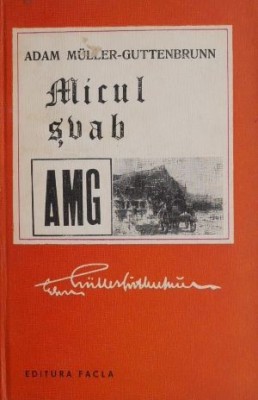 ADAM MÜLLER-GUTTENBRUNN
Micul
șvab
AMG
EDITURA FACLA